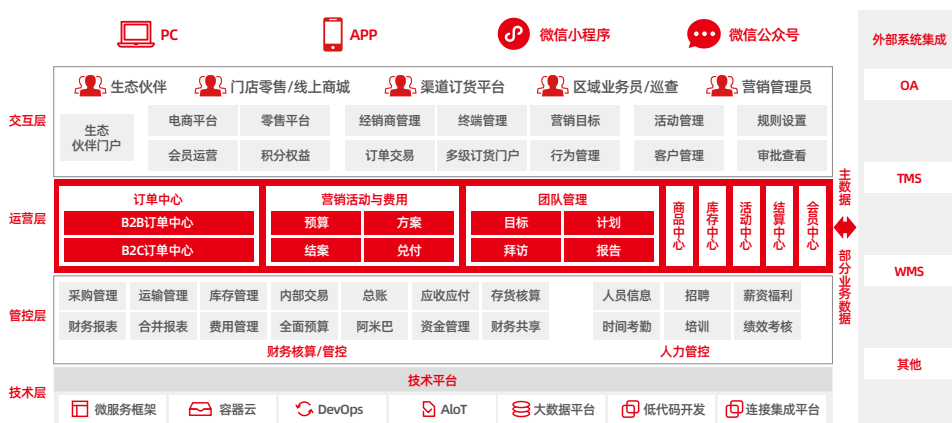 PC
APP
微信小程序
微信公众号
外部系统集成
交互层
生态伙伴
门店零售/线上商城
渠道订货平台
区域业务员/巡查
营销管理员
生态
伙伴门户
电商平台
零售平台
经销商管理
终端管理
营销目标
活动管理
规则设置
会员运营
积分权益
订单交易
多级订货门户
行为管理
客户管理
审批查看
运营层
订单中心
B2B订单中心
B2C订单中心
营销活动与费用
预算
方案
结案
兑付
团队管理
目标
计划
拜访
报告
商品中心
库存中心
活动中心
结算中心
会员中心
主数据
部分业务数据
管控层
采购管理
运输管理
库存管理
内部交易
总账
应收应付
存货核算
人员信息
招聘
薪资福利
财务报表
合并报表
费用管理
全面预算
阿米巴
资金管理
财务共享
时间考勤
培训
绩效考核
财务核算/管控
人力管控
技术层
技术平台
微服务框架
容器云
DevOps
AIoT
大数据平台
低代码开发
连接集成平台
OA
TMS
WMS
其他